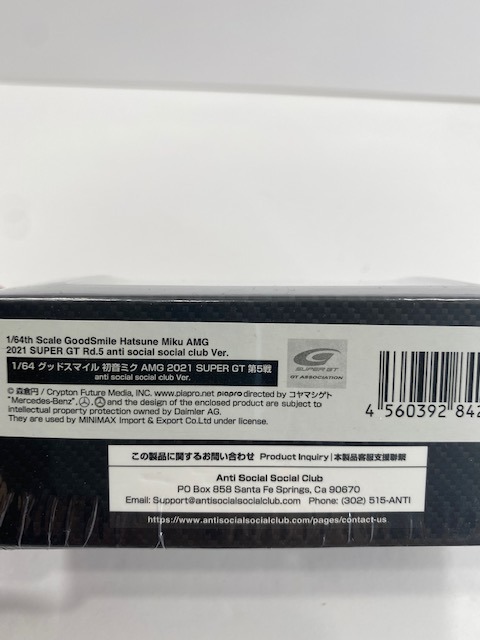 1/64th Scale GoodSmile Hatsune Miku AMG
2021 SUPER GT Rd.5 anti social social club Ver.
1/64 グッドスマイル 初音ミク AMG 2021 SUPER GT 第5戦
anti social social club Ver.
© 森倉円 / Crypton Future Media, INC. www.piapro.net piapro directed by コヤマシゲト
"Mercedes-Benz", and the design of the enclosed product are subject to
intellectual property protection owned by Daimler AG.
They are used by MINIMAX Import & Export Co.Ltd under license.
SUPER GT
GT ASSOCIATION
4 560392 842
この製品に関するお問い合わせ Product Inquiry | 本製品客服支援聯繫
Anti Social Social Club
PO Box 858 Santa Fe Springs, Ca 90670
Email: Support@antisocialsocialclub.com Phone: (302) 515-ANTI
https://www.antisocialsocialclub.com/pages/contact-us